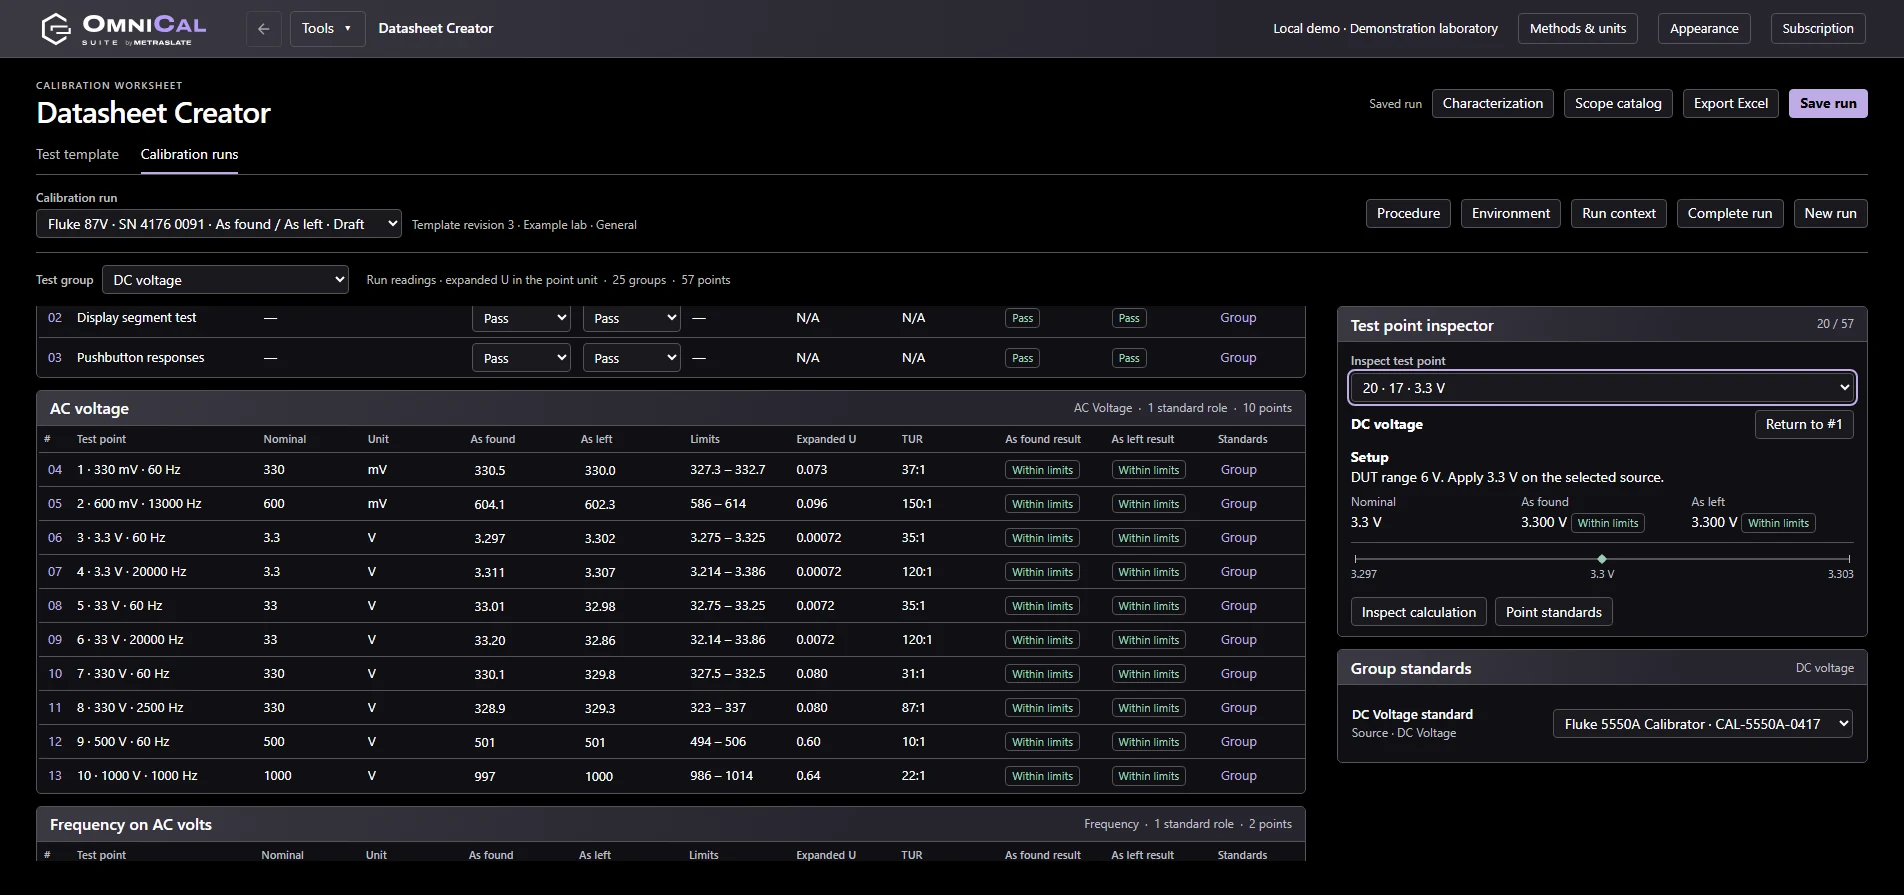 OMNICAL
SUITE by METRASLATE
←
Tools ▼
Datasheet Creator
Local demo · Demonstration laboratory
Methods & units
Appearance
Subscription
CALIBRATION WORKSHEET
Datasheet Creator
Saved run
Characterization
Scope catalog
Export Excel
Save run
Test template
Calibration runs
Calibration run
Fluke 87V · SN 4176 0091 · As found / As left · Draft
Template revision 3 · Example lab · General
Procedure
Environment
Run context
Complete run
New run
Test group
DC voltage
Run readings · expanded U in the point unit · 25 groups · 57 points
02 Display segment test — Pass Pass — N/A N/A Pass Pass Group
03 Pushbutton responses — Pass Pass — N/A N/A Pass Pass Group
AC voltage
AC Voltage · 1 standard role · 10 points
# Test point Nominal Unit As found As left Limits Expanded U TUR As found result As left result Standards
04 1 · 330 mV · 60 Hz 330 mV 330.5 330.0 327.3 – 332.7 0.073 37:1 Within limits Within limits Group
05 2 · 600 mV · 13000 Hz 600 mV 604.1 602.3 586 – 614 0.096 150:1 Within limits Within limits Group
06 3 · 3.3 V · 60 Hz 3.3 V 3.297 3.302 3.275 – 3.325 0.00072 35:1 Within limits Within limits Group
07 4 · 3.3 V · 20000 Hz 3.3 V 3.311 3.307 3.214 – 3.386 0.00072 120:1 Within limits Within limits Group
08 5 · 33 V · 60 Hz 33 V 33.01 32.98 32.75 – 33.25 0.0072 35:1 Within limits Within limits Group
09 6 · 33 V · 20000 Hz 33 V 33.20 32.86 32.14 – 33.86 0.0072 120:1 Within limits Within limits Group
10 7 · 330 V · 60 Hz 330 V 330.1 329.8 327.5 – 332.5 0.080 31:1 Within limits Within limits Group
11 8 · 330 V · 2500 Hz 330 V 328.9 329.3 323 – 337 0.080 87:1 Within limits Within limits Group
12 9 · 500 V · 60 Hz 500 V 501 501 494 – 506 0.60 10:1 Within limits Within limits Group
13 10 · 1000 V · 1000 Hz 1000 V 997 1000 986 – 1014 0.64 22:1 Within limits Within limits Group
Frequency on AC volts
Frequency · 1 standard role · 2 points
# Test point Nominal Unit As found As left Limits Expanded U TUR As found result As left result Standards
Test point inspector
20 / 57
Inspect test point
20 · 17 · 3.3 V
DC voltage
Return to #1
Setup
DUT range 6 V. Apply 3.3 V on the selected source.
Nominal As found As left
3.3 V 3.300 V Within limits 3.300 V Within limits
3.297 3.3 V 3.303
Inspect calculation
Point standards
Group standards
DC voltage
DC Voltage standard
Source · DC Voltage
Fluke 5550A Calibrator · CAL-5550A-0417